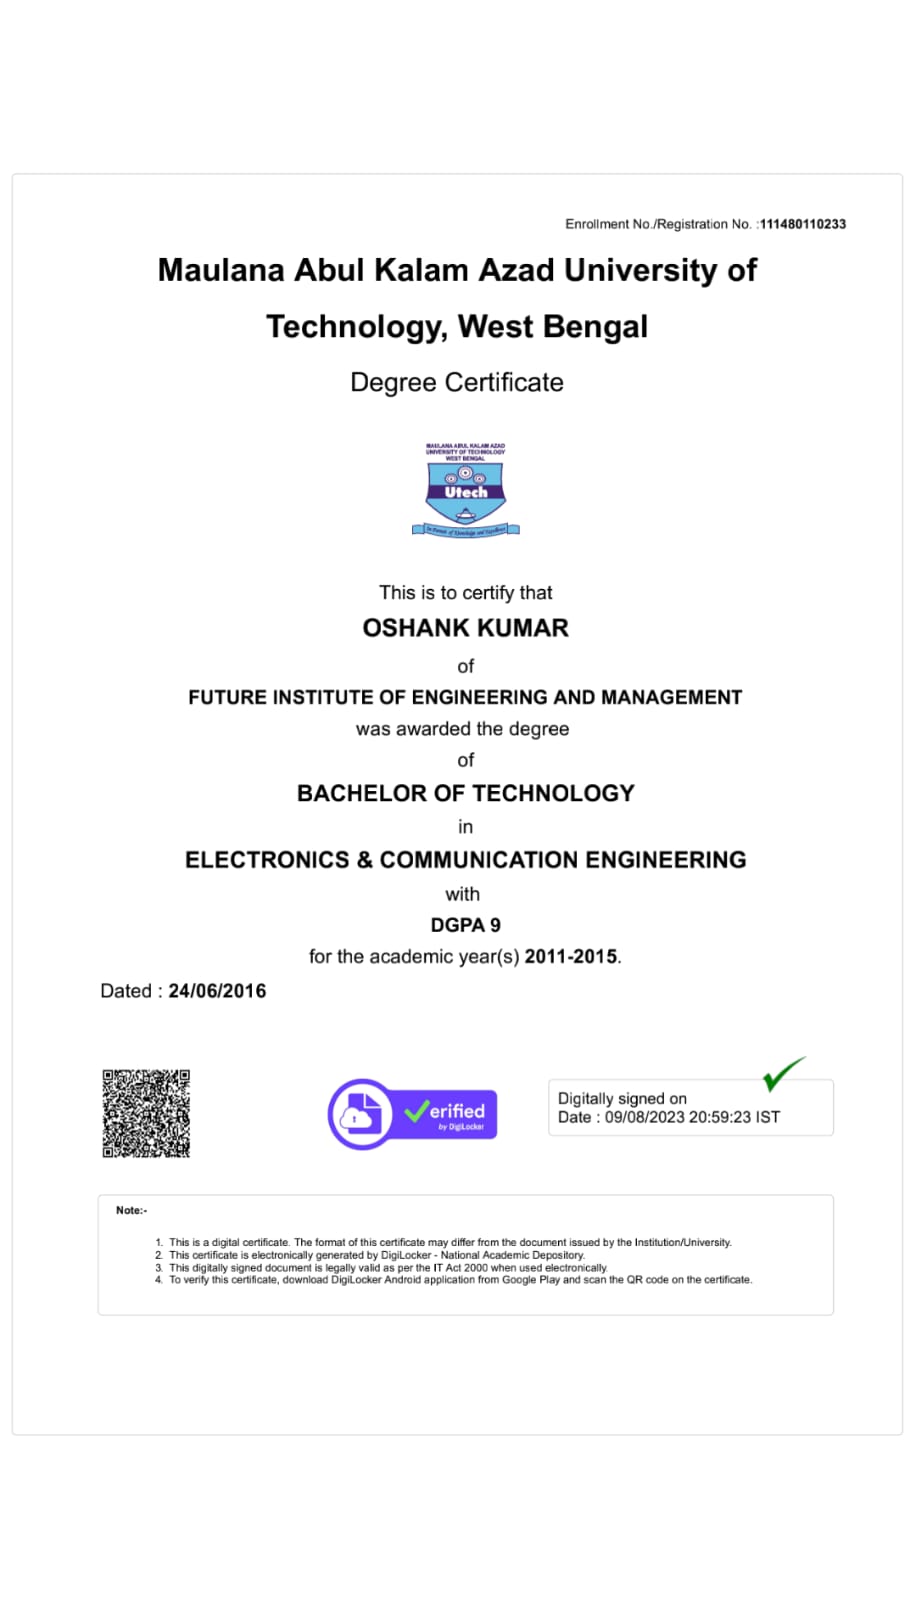 Enrollment No./Registration No. :111480110233
Maulana Abul Kalam Azad University of
Technology, West Bengal
Degree Certificate
MAULANA ABUL KALAM AZAD
UNIVERSITY OF TECHNOLOGY
WEST BENGAL
Utech
In Pursuit of Knowledge and Excellence
This is to certify that
OSHANK KUMAR
of
FUTURE INSTITUTE OF ENGINEERING AND MANAGEMENT
was awarded the degree
of
BACHELOR OF TECHNOLOGY
in
ELECTRONICS & COMMUNICATION ENGINEERING
with
DGPA 9
for the academic year(s) 2011-2015.
Dated : 24/06/2016
Verified
by DigiLocker
Digitally signed on
Date : 09/08/2023 20:59:23 IST
Note:-
1. This is a digital certificate. The format of this certificate may differ from the document issued by the Institution/University.
2. This certificate is electronically generated by DigiLocker - National Academic Depository.
3. This digitally signed document is legally valid as per the IT Act 2000 when used electronically.
4. To verify this certificate, download DigiLocker Android application from Google Play and scan the QR code on the certificate.